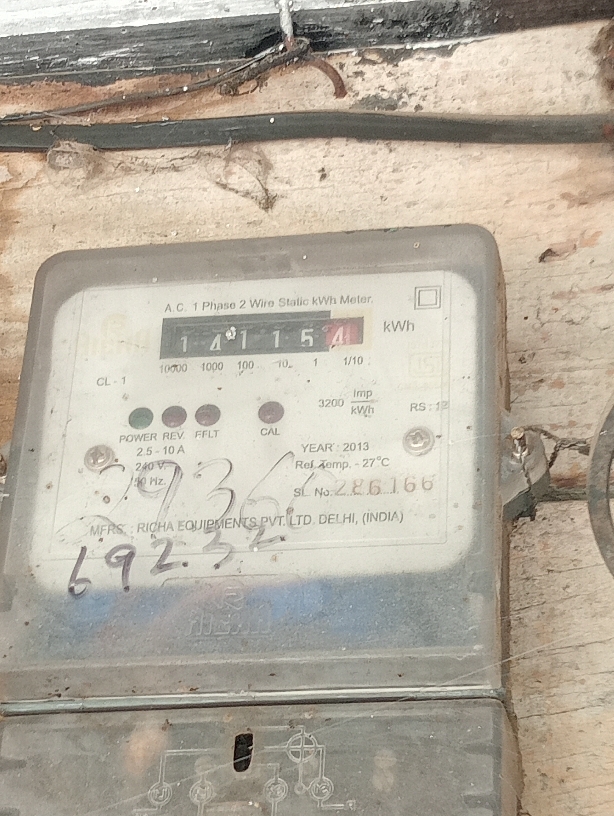 A.C. 1 Phase 2 Wire Static kWh Meter.
1 4 1 1 5 4 kWh
10000 1000 100 10 1 1/10
CL - 1
3200 Imp/kWh RS : 12
POWER REV. FFLT CAL
2.5 - 10 A YEAR : 2013
240 V. Ref. Temp. - 27°C
50 Hz. SL. No. 286166
MFRS. : RICHA EQUIPMENTS PVT. LTD. DELHI, (INDIA)
69232